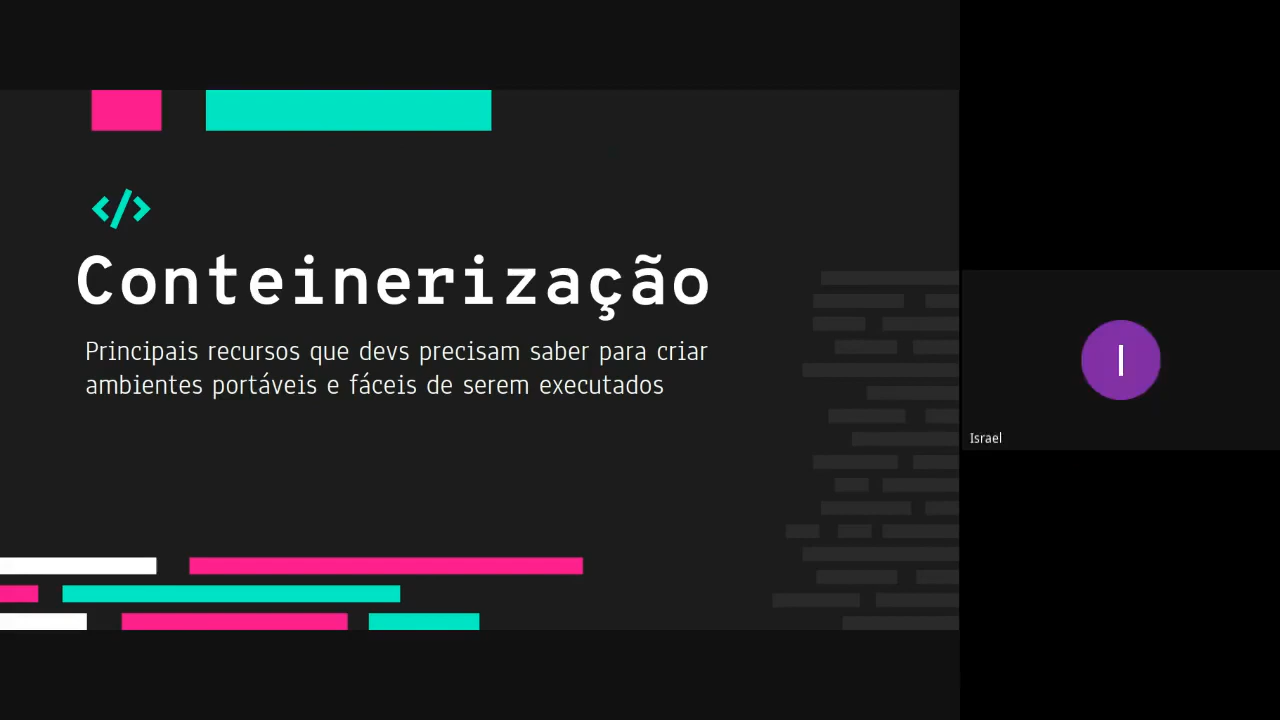 </>
Conteinerização
Principais recursos que devs precisam saber para criar
ambientes portáveis e fáceis de serem executados
I
Israel